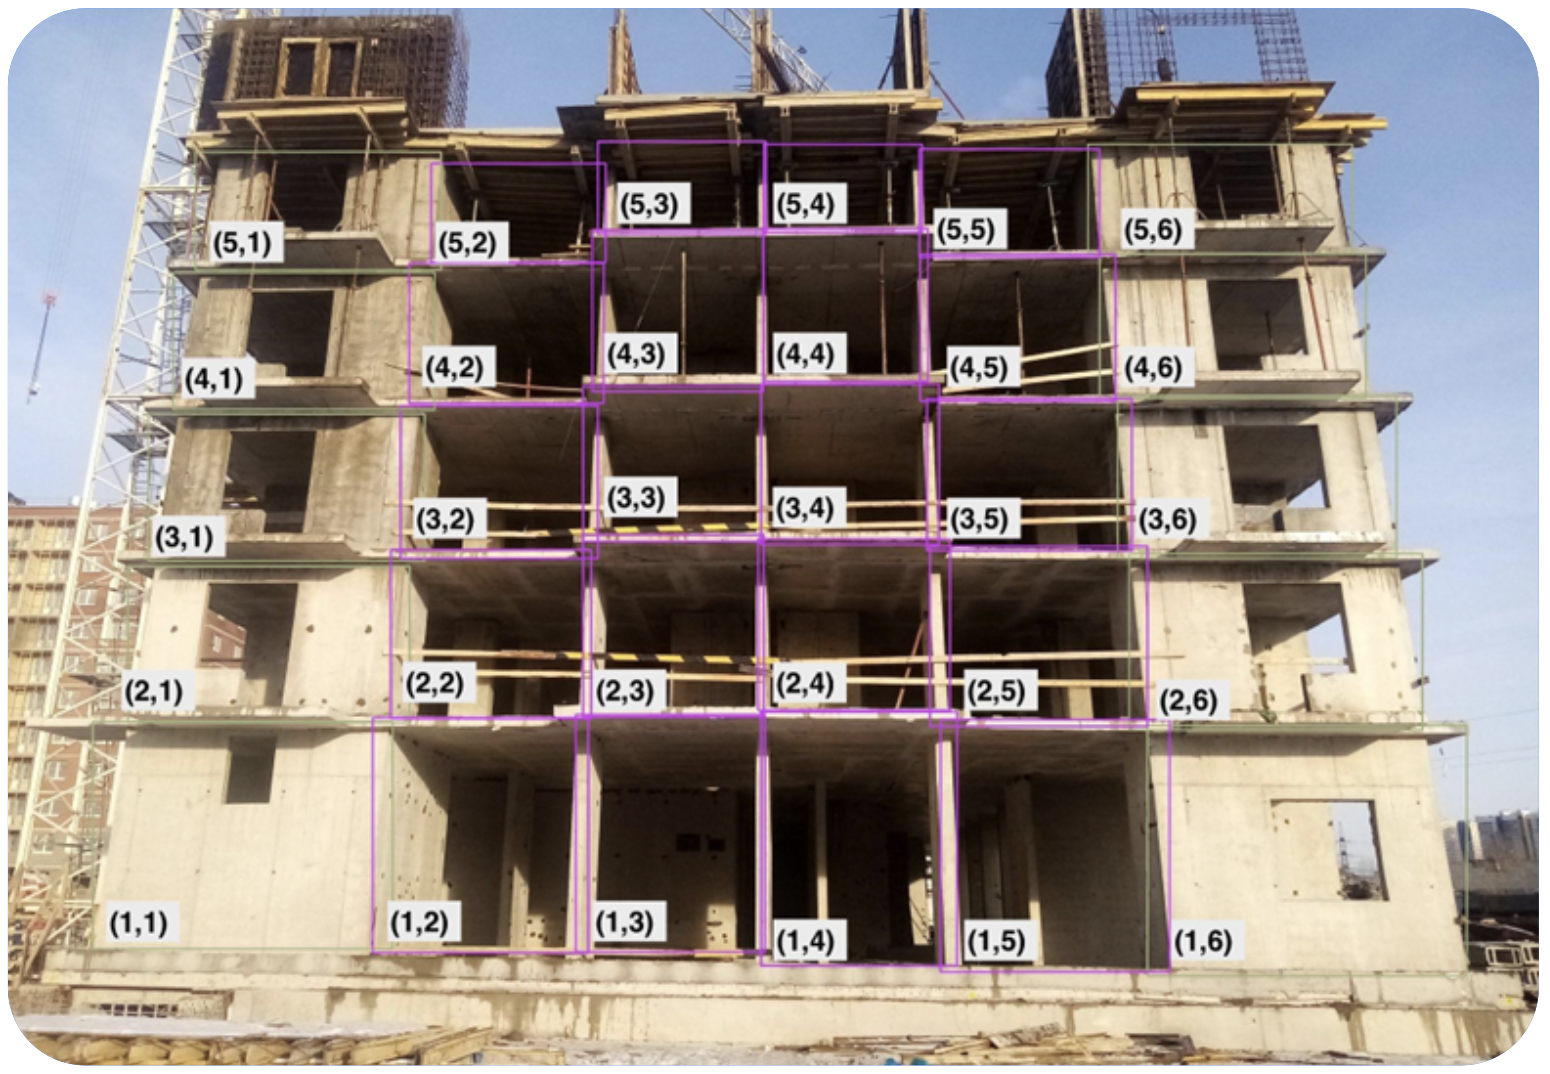 (5,1) (5,2) (5,3) (5,4) (5,5) (5,6)
(4,1) (4,2) (4,3) (4,4) (4,5) (4,6)
(3,1) (3,2) (3,3) (3,4) (3,5) (3,6)
(2,1) (2,2) (2,3) (2,4) (2,5) (2,6)
(1,1) (1,2) (1,3) (1,4) (1,5) (1,6)